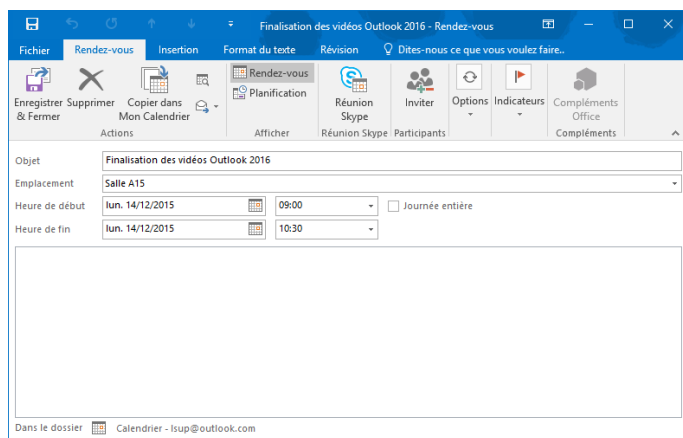 Finalisation des vidéos Outlook 2016 - Rendez-vous
Fichier Rendez-vous Insertion Format du texte Révision Dites-nous ce que vous voulez faire..
Enregistrer & Fermer
Supprimer
Copier dans Mon Calendrier
Actions
Rendez-vous
Planification
Afficher
Réunion Skype
Réunion Skype
Inviter
Participants
Options
Indicateurs
Compléments Office
Compléments
Objet Finalisation des vidéos Outlook 2016
Emplacement Salle A15
Heure de début lun. 14/12/2015 09:00 Journée entière
Heure de fin lun. 14/12/2015 10:30
Dans le dossier Calendrier - lsup@outlook.com